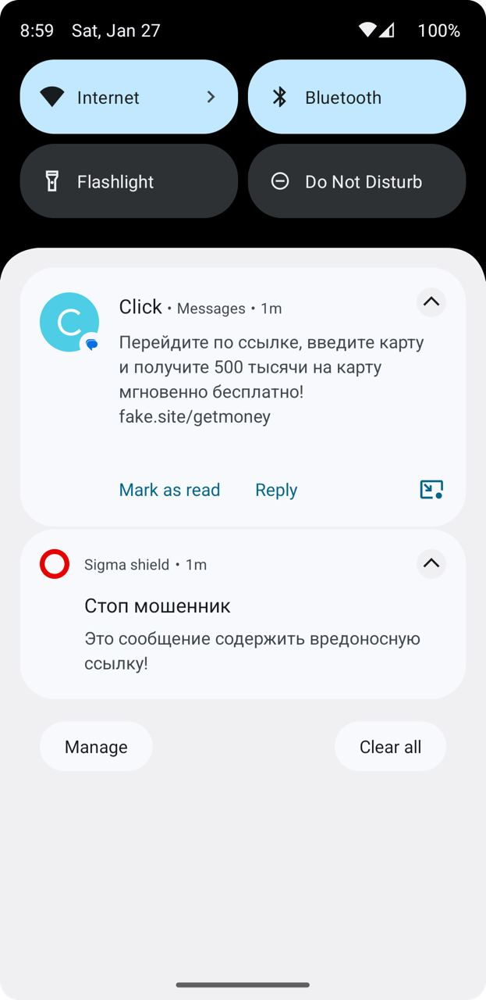 8:59 Sat, Jan 27 100%
Internet Bluetooth
Flashlight Do Not Disturb
C
Click • Messages • 1m
Перейдите по ссылке, введите карту
и получите 500 тысячи на карту
мгновенно бесплатно!
fake.site/getmoney
Mark as read Reply
Sigma shield • 1m
Стоп мошенник
Это сообщение содержить вредоносную
ссылку!
Manage Clear all